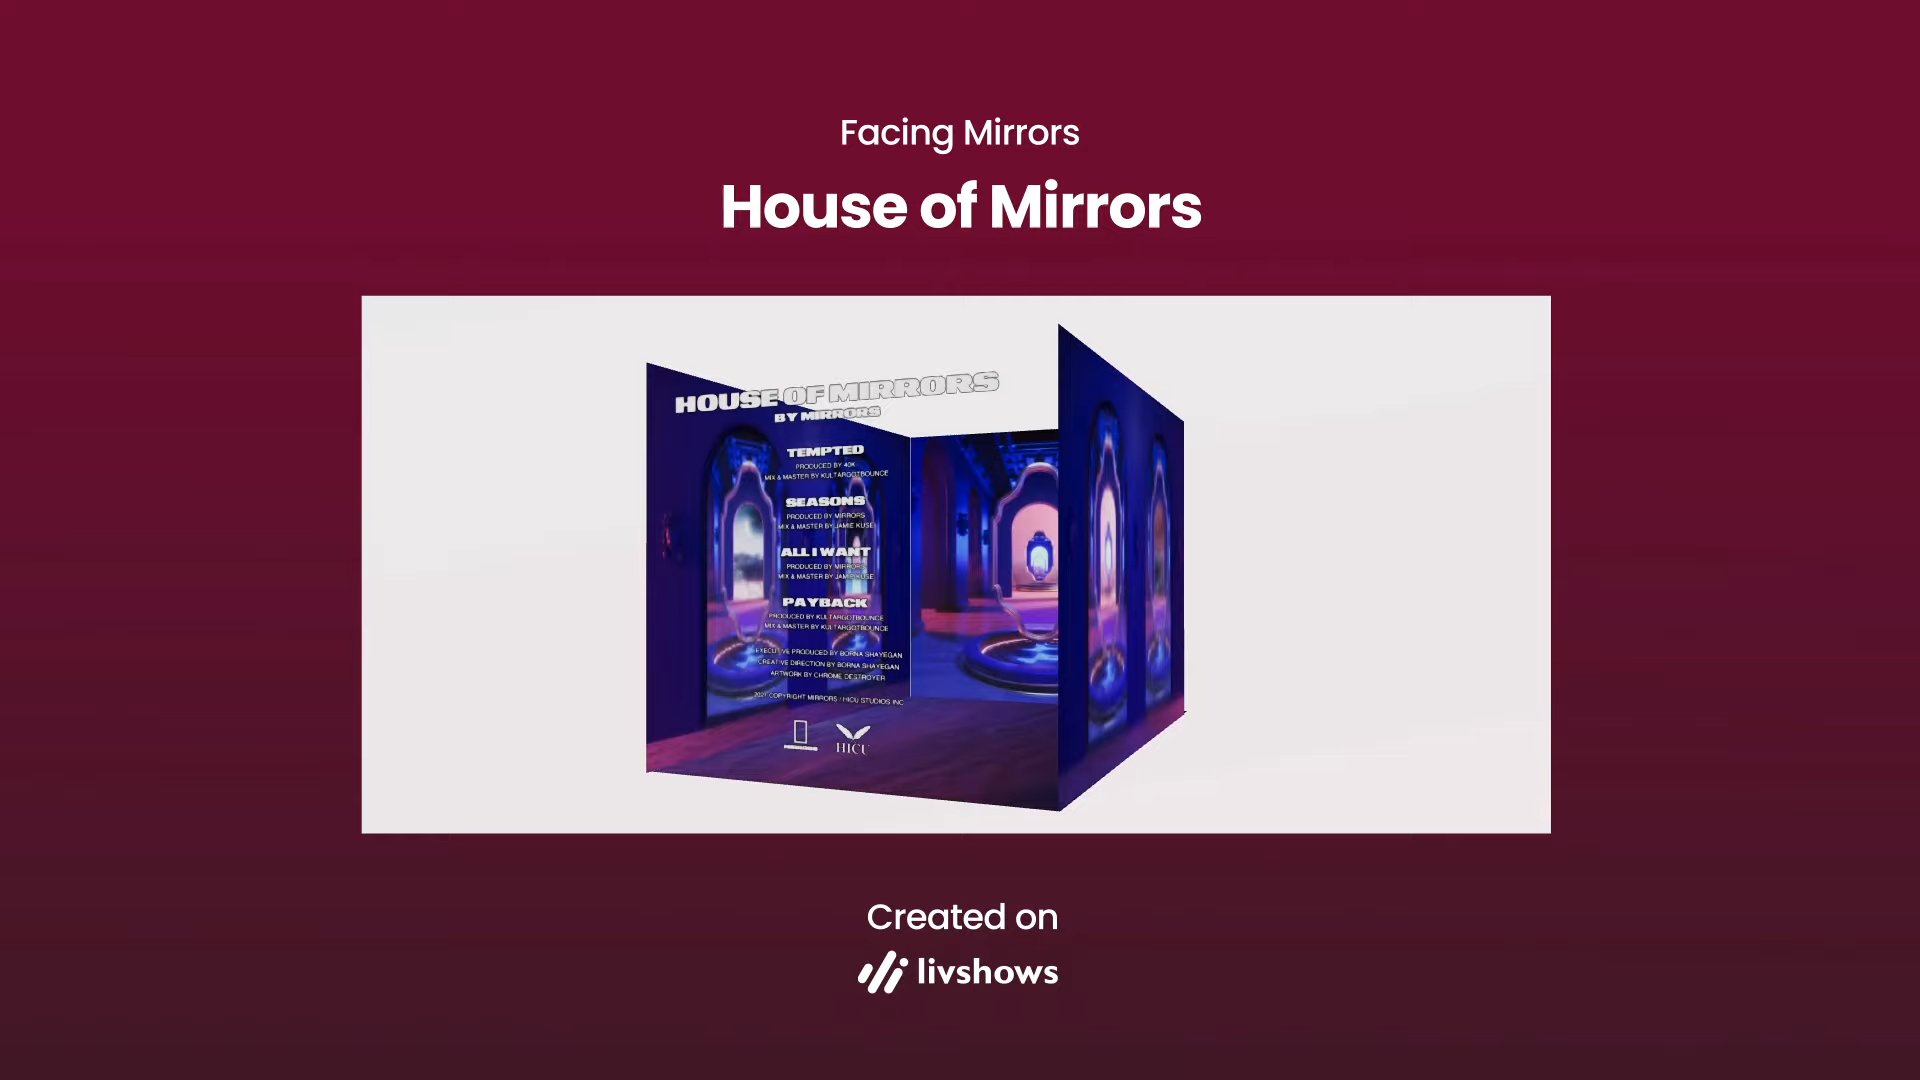 Facing Mirrors
House of Mirrors
HOUSE OF MIRRORS
BY MIRRORS
TEMPTED
PRODUCED BY 40K
MIX & MASTER BY KULTARGOTBOUNCE
SEASONS
PRODUCED BY MIRRORS
MIX & MASTER BY JAMIE KUSE
ALL I WANT
PRODUCED BY MIRRORS
MIX & MASTER BY JAMIE KUSE
PAYBACK
PRODUCED BY KULTARGOTBOUNCE
MIX & MASTER BY KULTARGOTBOUNCE
EXECUTIVE PRODUCED BY BORNA SHAYEGAN
CREATIVE DIRECTION BY BORNA SHAYEGAN
ARTWORK BY CHROME DESTROYER
2021 COPYRIGHT MIRRORS / HICU STUDIOS INC
HICU
Created on
livshows